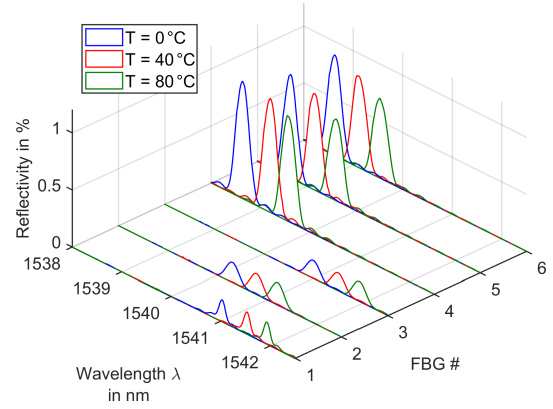 T = 0°C
T = 40°C
T = 80°C
Reflectivity in %
1
0.5
0
1538
1539
1540
1541
1542
Wavelength λ
in nm
1
2
3
4
5
6
FBG #